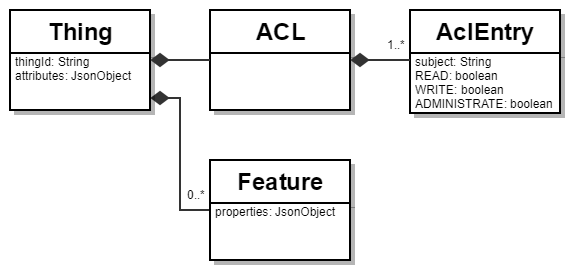 Thing
thingId: String
attributes: JsonObject
ACL
1..*
AclEntry
subject: String
READ: boolean
WRITE: boolean
ADMINISTRATE: boolean
0..*
Feature
properties: JsonObject